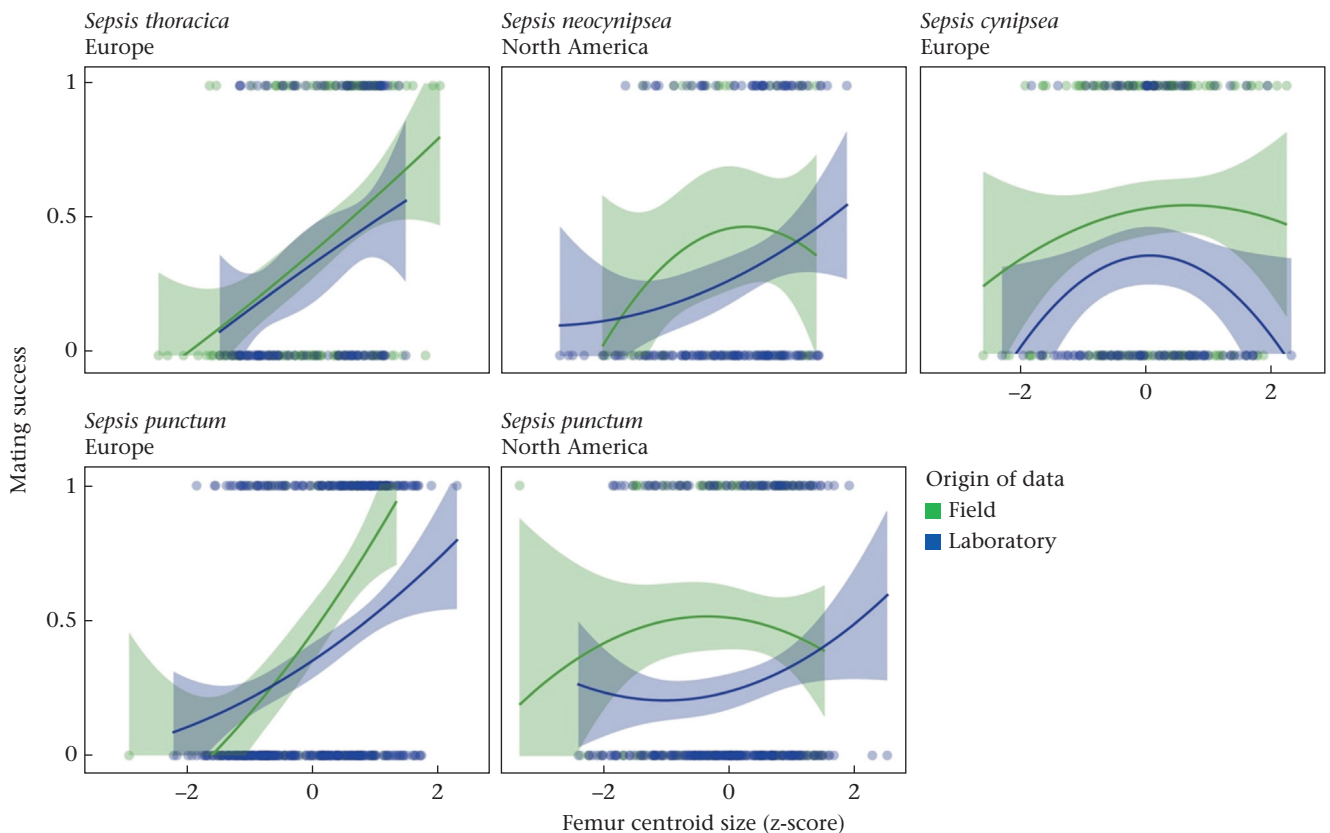 Sepsis thoracica
Europe
Sepsis neocynipsea
North America
Sepsis cynipsea
Europe
1
0.5
0
−2
0
2
Mating success
Sepsis punctum
Europe
Sepsis punctum
North America
1
0.5
0
−2
0
2
−2
0
2
Origin of data
Field
Laboratory
Femur centroid size (z-score)